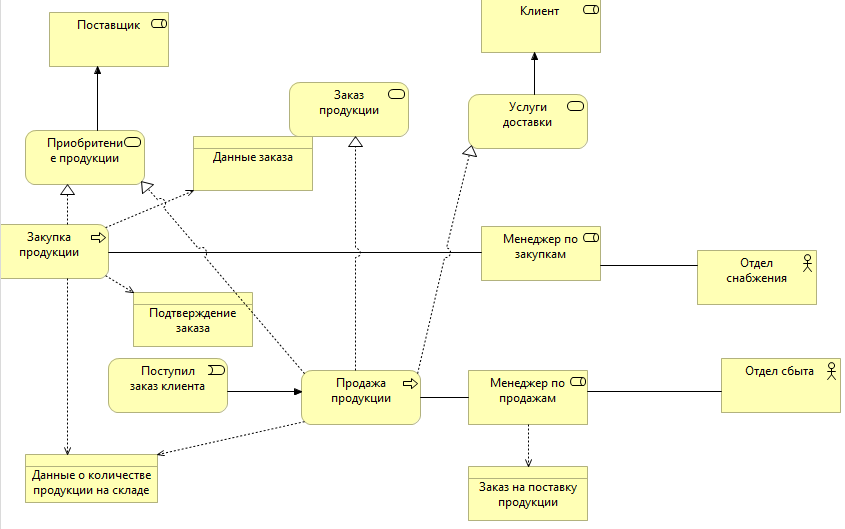 Поставщик
Клиент
Заказ
продукции
Услуги
доставки
Приобритени
е продукции
Данные заказа
Закупка
продукции
Менеджер по
закупкам
Отдел
снабжения
Подтверждение
заказа
Поступил
заказ клиента
Продажа
продукции
Менеджер по
продажам
Отдел сбыта
Данные о количестве
продукции на складе
Заказ на поставку
продукции